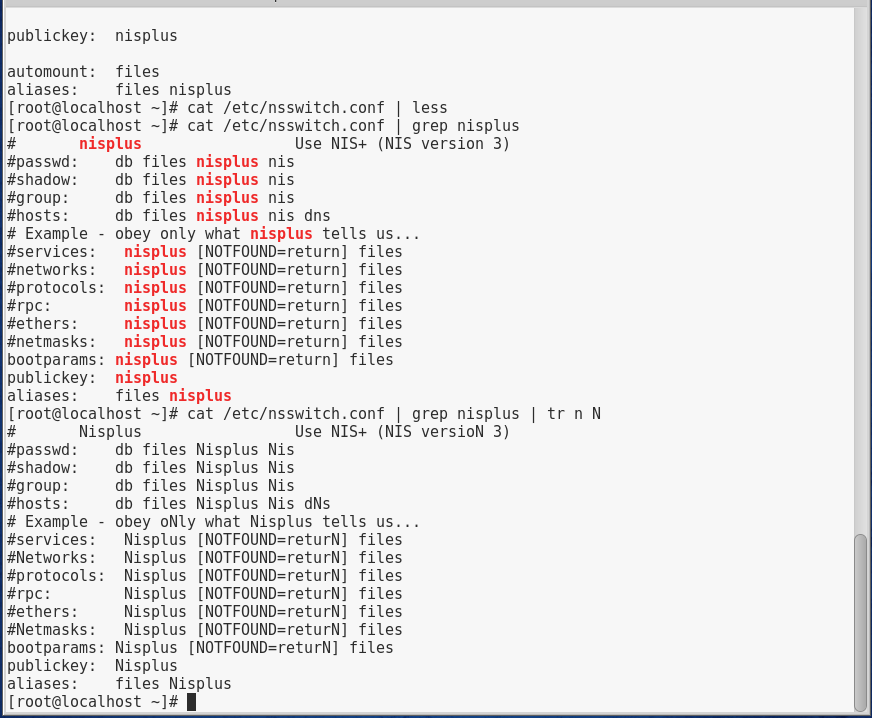 publickey:  nisplus

automount:  files
aliases:    files nisplus
[root@localhost ~]# cat /etc/nsswitch.conf | less
[root@localhost ~]# cat /etc/nsswitch.conf | grep nisplus
#       nisplus                 Use NIS+ (NIS version 3)
#passwd:    db files nisplus nis
#shadow:    db files nisplus nis
#group:     db files nisplus nis
#hosts:     db files nisplus nis dns
# Example - obey only what nisplus tells us...
#services:   nisplus [NOTFOUND=return] files
#networks:   nisplus [NOTFOUND=return] files
#protocols:  nisplus [NOTFOUND=return] files
#rpc:        nisplus [NOTFOUND=return] files
#ethers:     nisplus [NOTFOUND=return] files
#netmasks:   nisplus [NOTFOUND=return] files
bootparams: nisplus [NOTFOUND=return] files
publickey:  nisplus
aliases:    files nisplus
[root@localhost ~]# cat /etc/nsswitch.conf | grep nisplus | tr n N
#       Nisplus                 Use NIS+ (NIS versioN 3)
#passwd:    db files Nisplus Nis
#shadow:    db files Nisplus Nis
#group:     db files Nisplus Nis
#hosts:     db files Nisplus Nis dNs
# Example - obey oNly what Nisplus tells us...
#services:   Nisplus [NOTFOUND=returN] files
#Networks:   Nisplus [NOTFOUND=returN] files
#protocols:  Nisplus [NOTFOUND=returN] files
#rpc:        Nisplus [NOTFOUND=returN] files
#ethers:     Nisplus [NOTFOUND=returN] files
#Netmasks:   Nisplus [NOTFOUND=returN] files
bootparams: Nisplus [NOTFOUND=returN] files
publickey:  Nisplus
aliases:    files Nisplus
[root@localhost ~]#